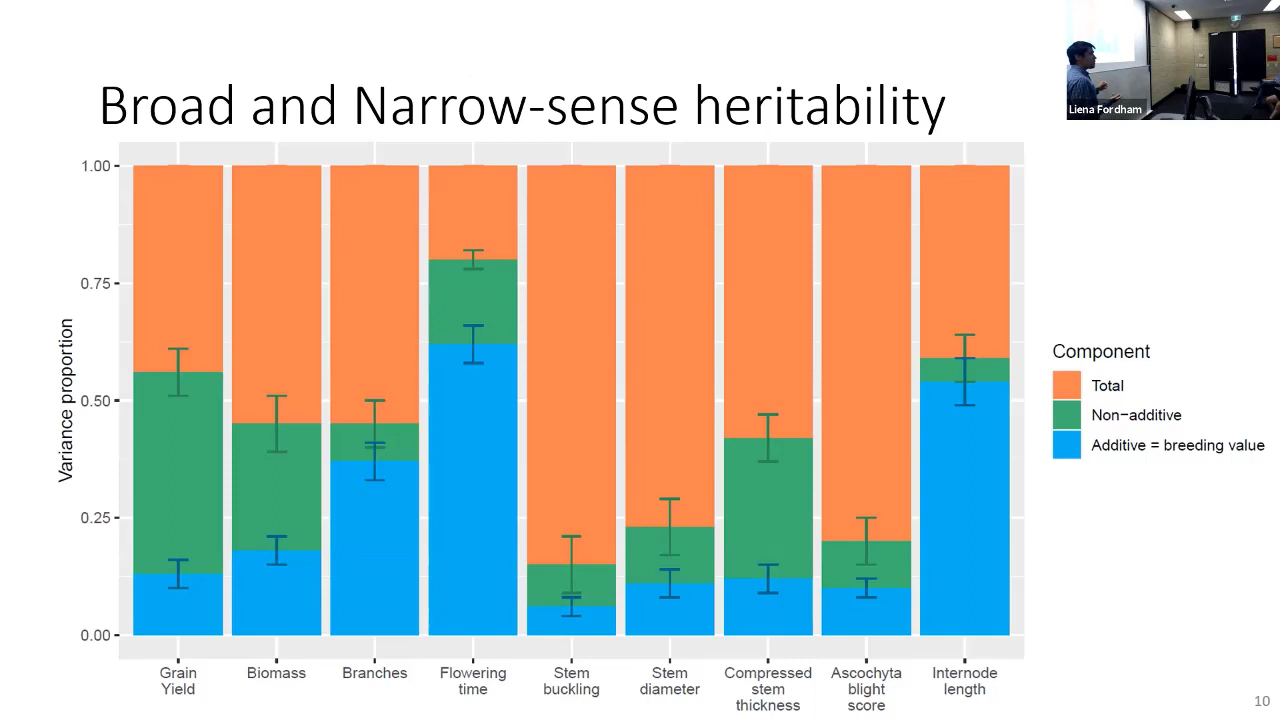 Liena Fordham
Broad and Narrow-sense heritability
1.00
0.75
0.50
0.25
0.00
Variance proportion
Grain
Yield
Biomass
Branches
Flowering
time
Stem
buckling
Stem
diameter
Compressed
stem
thickness
Ascochyta
blight
score
Internode
length
Component
Total
Non−additive
Additive = breeding value
10